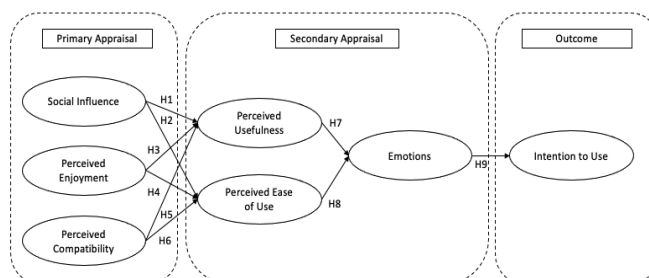 Primary Appraisal
Secondary Appraisal
Outcome
Social Influence
H1
H2
Perceived
Usefulness
H7
H3
Perceived
Enjoyment
H4
Emotions
H9
Intention to Use
Perceived Ease
of Use
H8
H5
H6
Perceived
Compatibility